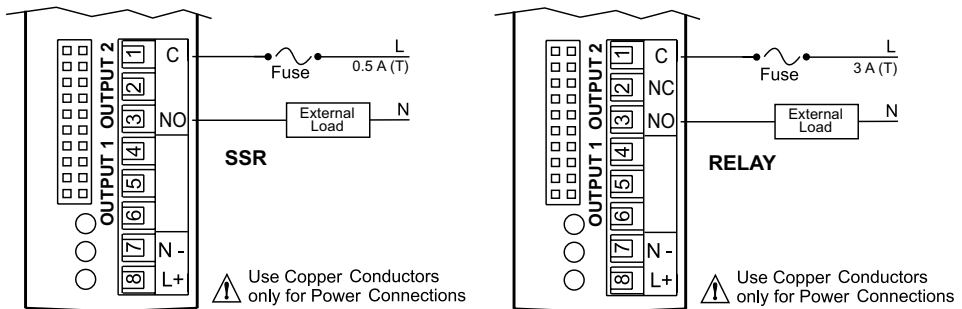 OUTPUT 2
OUTPUT 1
1
2
3
4
5
6
7
8
C
NO
N -
L+
Fuse
L
0.5 A (T)
External
Load
N
SSR
Use Copper Conductors
only for Power Connections
OUTPUT 2
OUTPUT 1
1
2
3
4
5
6
7
8
C
NC
NO
N -
L+
Fuse
L
3 A (T)
External
Load
N
RELAY
Use Copper Conductors
only for Power Connections